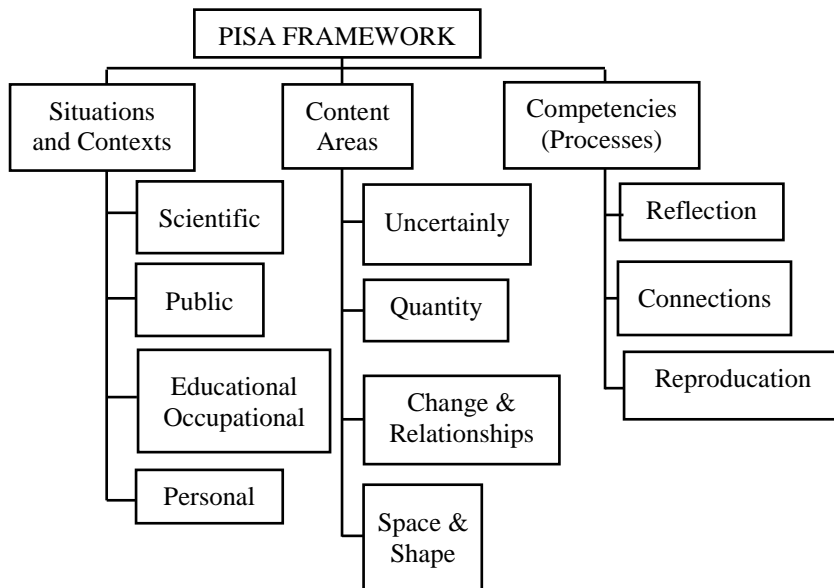 PISA FRAMEWORK
Situations
and Contexts
Scientific
Public
Educational
Occupational
Personal
Content
Areas
Uncertainly
Quantity
Change &
Relationships
Space &
Shape
Competencies
(Processes)
Reflection
Connections
Reproducation